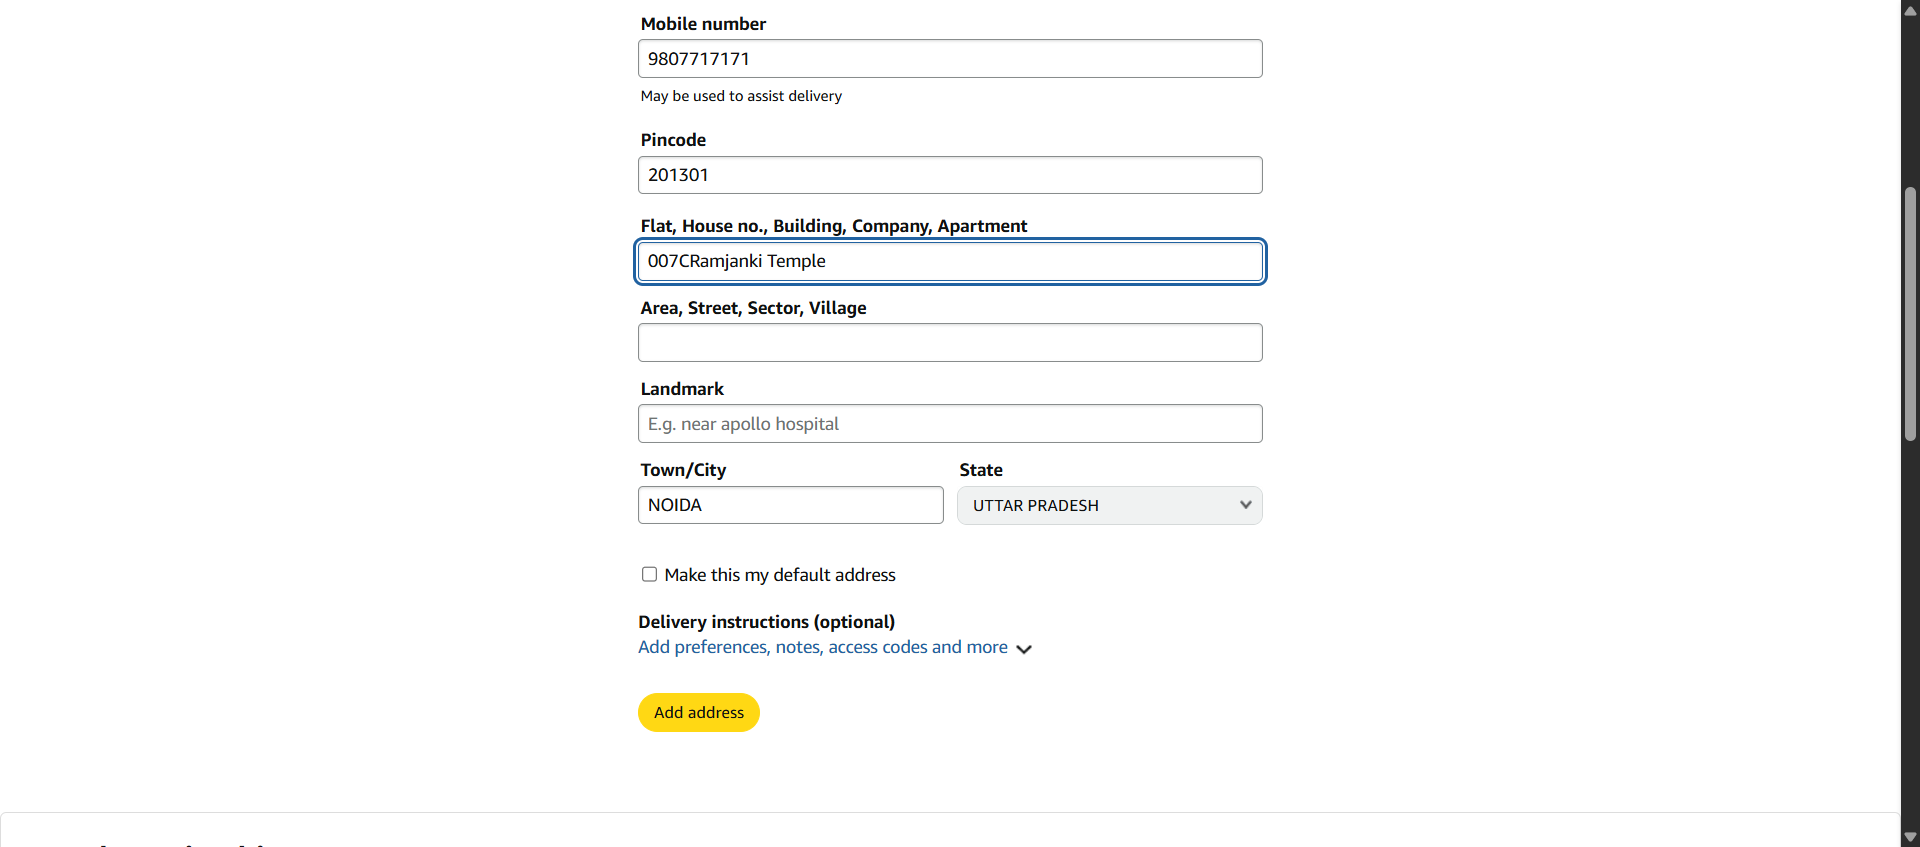 Mobile number
9807717171
May be used to assist delivery
Pincode
201301
Flat, House no., Building, Company, Apartment
007CRamjanki Temple
Area, Street, Sector, Village
Landmark
E.g. near apollo hospital
Town/City State
NOIDA UTTAR PRADESH
Make this my default address
Delivery instructions (optional)
Add preferences, notes, access codes and more
Add address